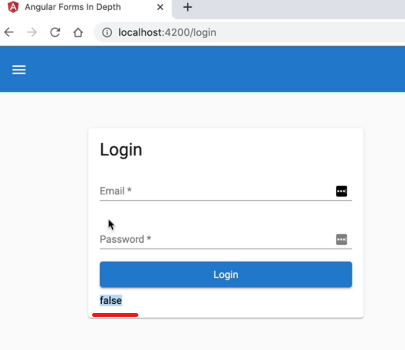 Angular Forms In Depth
localhost:4200/login
Login
Email *
Password *
Login
false